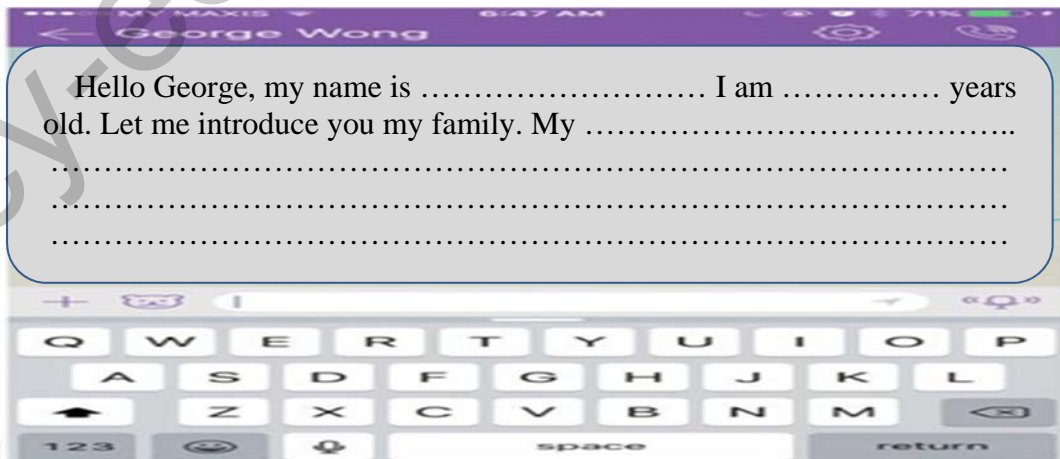 MY MAXIS 6:47 AM 71%
George Wong
Hello George, my name is ……………………… I am …………… years
old. Let me introduce you my family. My …………………………………..
………………………………………………………………………………
………………………………………………………………………………
………………………………………………………………………………
Q W E R T Y U I O P
A S D F G H J K L
Z X C V B N M
123 space return